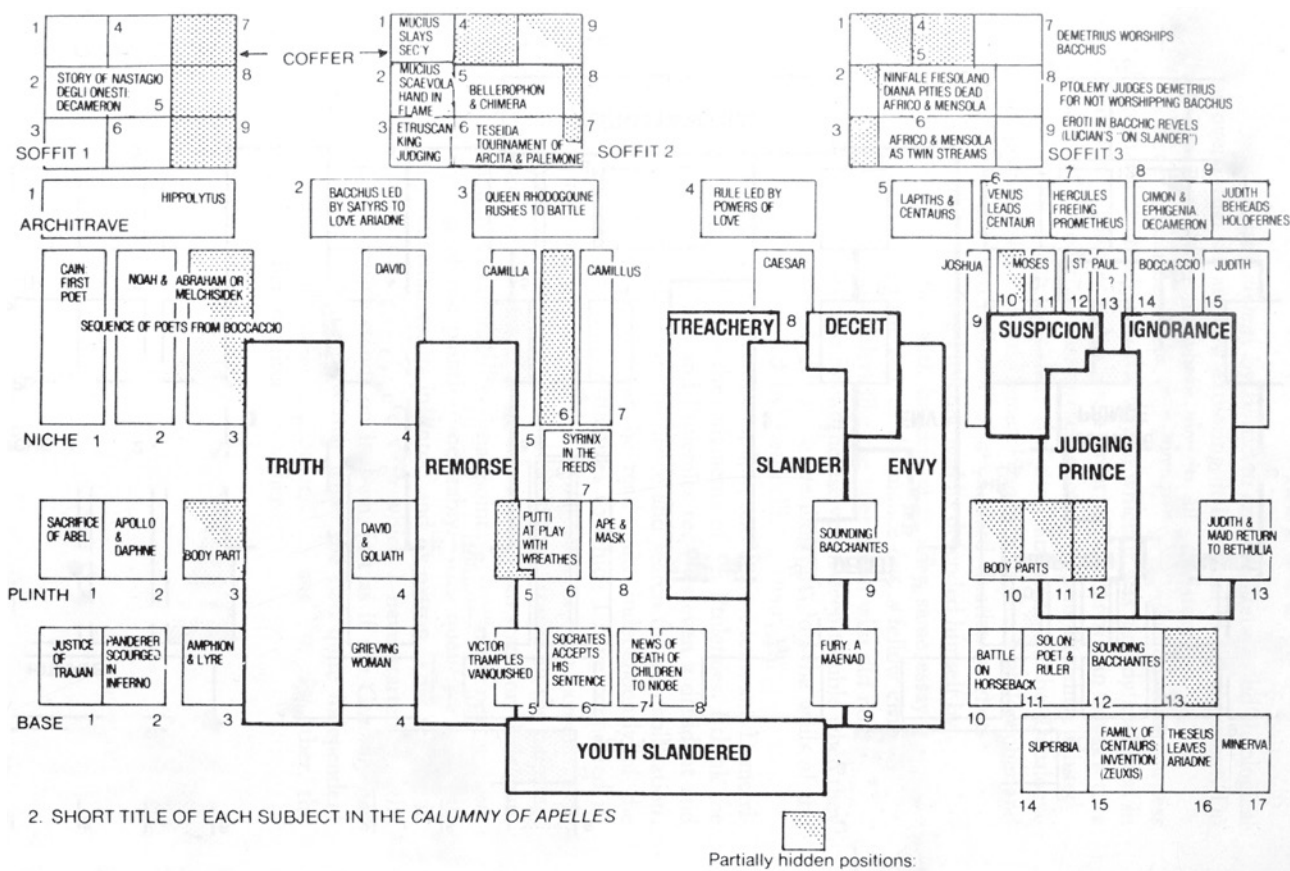 1
4
7
COFFER
1
MUCIUS
SLAYS
SEC'Y
4
9
1
4
5
7
DEMETRIUS WORSHIPS
BACCHUS
2
STORY OF NASTAGIO
DEGLI ONESTI:
DECAMERON
5
8
2
MUCIUS
SCAEVOLA
HAND IN
FLAME
5
BELLEROPHON
& CHIMERA
8
2
NINFALE FIESOLANO
DIANA PITIES DEAD
AFRICO & MENSOLA
8
PTOLEMY JUDGES DEMETRIUS
FOR NOT WORSHIPPING BACCHUS
3
6
9
SOFFIT 1
3
ETRUSCAN
KING
JUDGING
6
TESEIDA
TOURNAMENT OF
ARCITA & PALEMONE
7
SOFFIT 2
3
6
AFRICO & MENSOLA
AS TWIN STREAMS
9
EROTI IN BACCHIC REVELS
(LUCIAN'S "ON SLANDER")
SOFFIT 3
1
HIPPOLYTUS
ARCHITRAVE
2
BACCHUS LED
BY SATYRS TO
LOVE ARIADNE
3
QUEEN RHODOGOUNE
RUSHES TO BATTLE
4
RULE LED BY
POWERS OF
LOVE
5
LAPITHS &
CENTAURS
6
VENUS
LEADS
CENTAUR
7
HERCULES
FREEING
PROMETHEUS
8
CIMON &
EPHIGENIA
DECAMERON
9
JUDITH
BEHEADS
HOLOFERNES
CAIN:
FIRST
POET
NOAH &
ABRAHAM OR
MELCHISIDEK
SEQUENCE OF POETS FROM BOCCACCIO
DAVID
CAMILLA
CAMILLUS
CAESAR
JOSHUA
MOSES
ST PAUL
?
BOCCACCIO
JUDITH
NICHE
1
2
3
4
5
6
7
8
9
10
11
12
13
14
15
TRUTH
REMORSE
TREACHERY
SLANDER
DECEIT
ENVY
SUSPICION
IGNORANCE
JUDGING
PRINCE
SYRINX
IN THE
REEDS
7
SACRIFICE
OF ABEL
APOLLO
&
DAPHNE
BODY PART
DAVID
&
GOLIATH
PUTTI
AT PLAY
WITH
WREATHES
APE &
MASK
SOUNDING
BACCHANTES
BODY PARTS
JUDITH &
MAID RETURN
TO BETHULIA
PLINTH
1
2
3
4
5
6
8
9
10
11
12
13
JUSTICE
OF
TRAJAN
PANDERER
SCOURGED
IN
INFERNO
AMPHION
& LYRE
GRIEVING
WOMAN
VICTOR
TRAMPLES
VANQUISHED
SOCRATES
ACCEPTS
HIS
SENTENCE
NEWS OF
DEATH OF
CHILDREN
TO NIOBE
FURY. A
MAENAD
BATTLE
ON
HORSEBACK
SOLON:
POET &
RULER
SOUNDING
BACCHANTES
BASE
1
2
3
4
5
6
7
8
9
10
11
12
13
YOUTH SLANDERED
SUPERBIA
FAMILY OF
CENTAURS:
INVENTION
(ZEUXIS)
THESEUS
LEAVES
ARIADNE
MINERVA
14
15
16
17
2. SHORT TITLE OF EACH SUBJECT IN THE CALUMNY OF APELLES
Partially hidden positions: